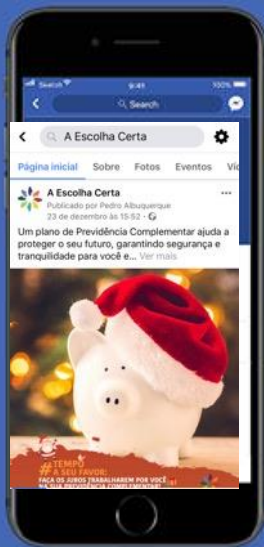 Sketch 9:41 100%
Search
A Escolha Certa
Página inicial Sobre Fotos Eventos
A Escolha Certa
Publicado por Pedro Albuquerque
23 de dezembro às 15:52 ·
Um plano de Previdência Complementar ajuda a
proteger o seu futuro, garantindo segurança e
tranquilidade para você e... Ver mais
#TEMPO
A SEU FAVOR:
FAÇA OS JUROS TRABALHAREM POR VOCÊ
NA SUA PREVIDÊNCIA COMPLEMENTAR!